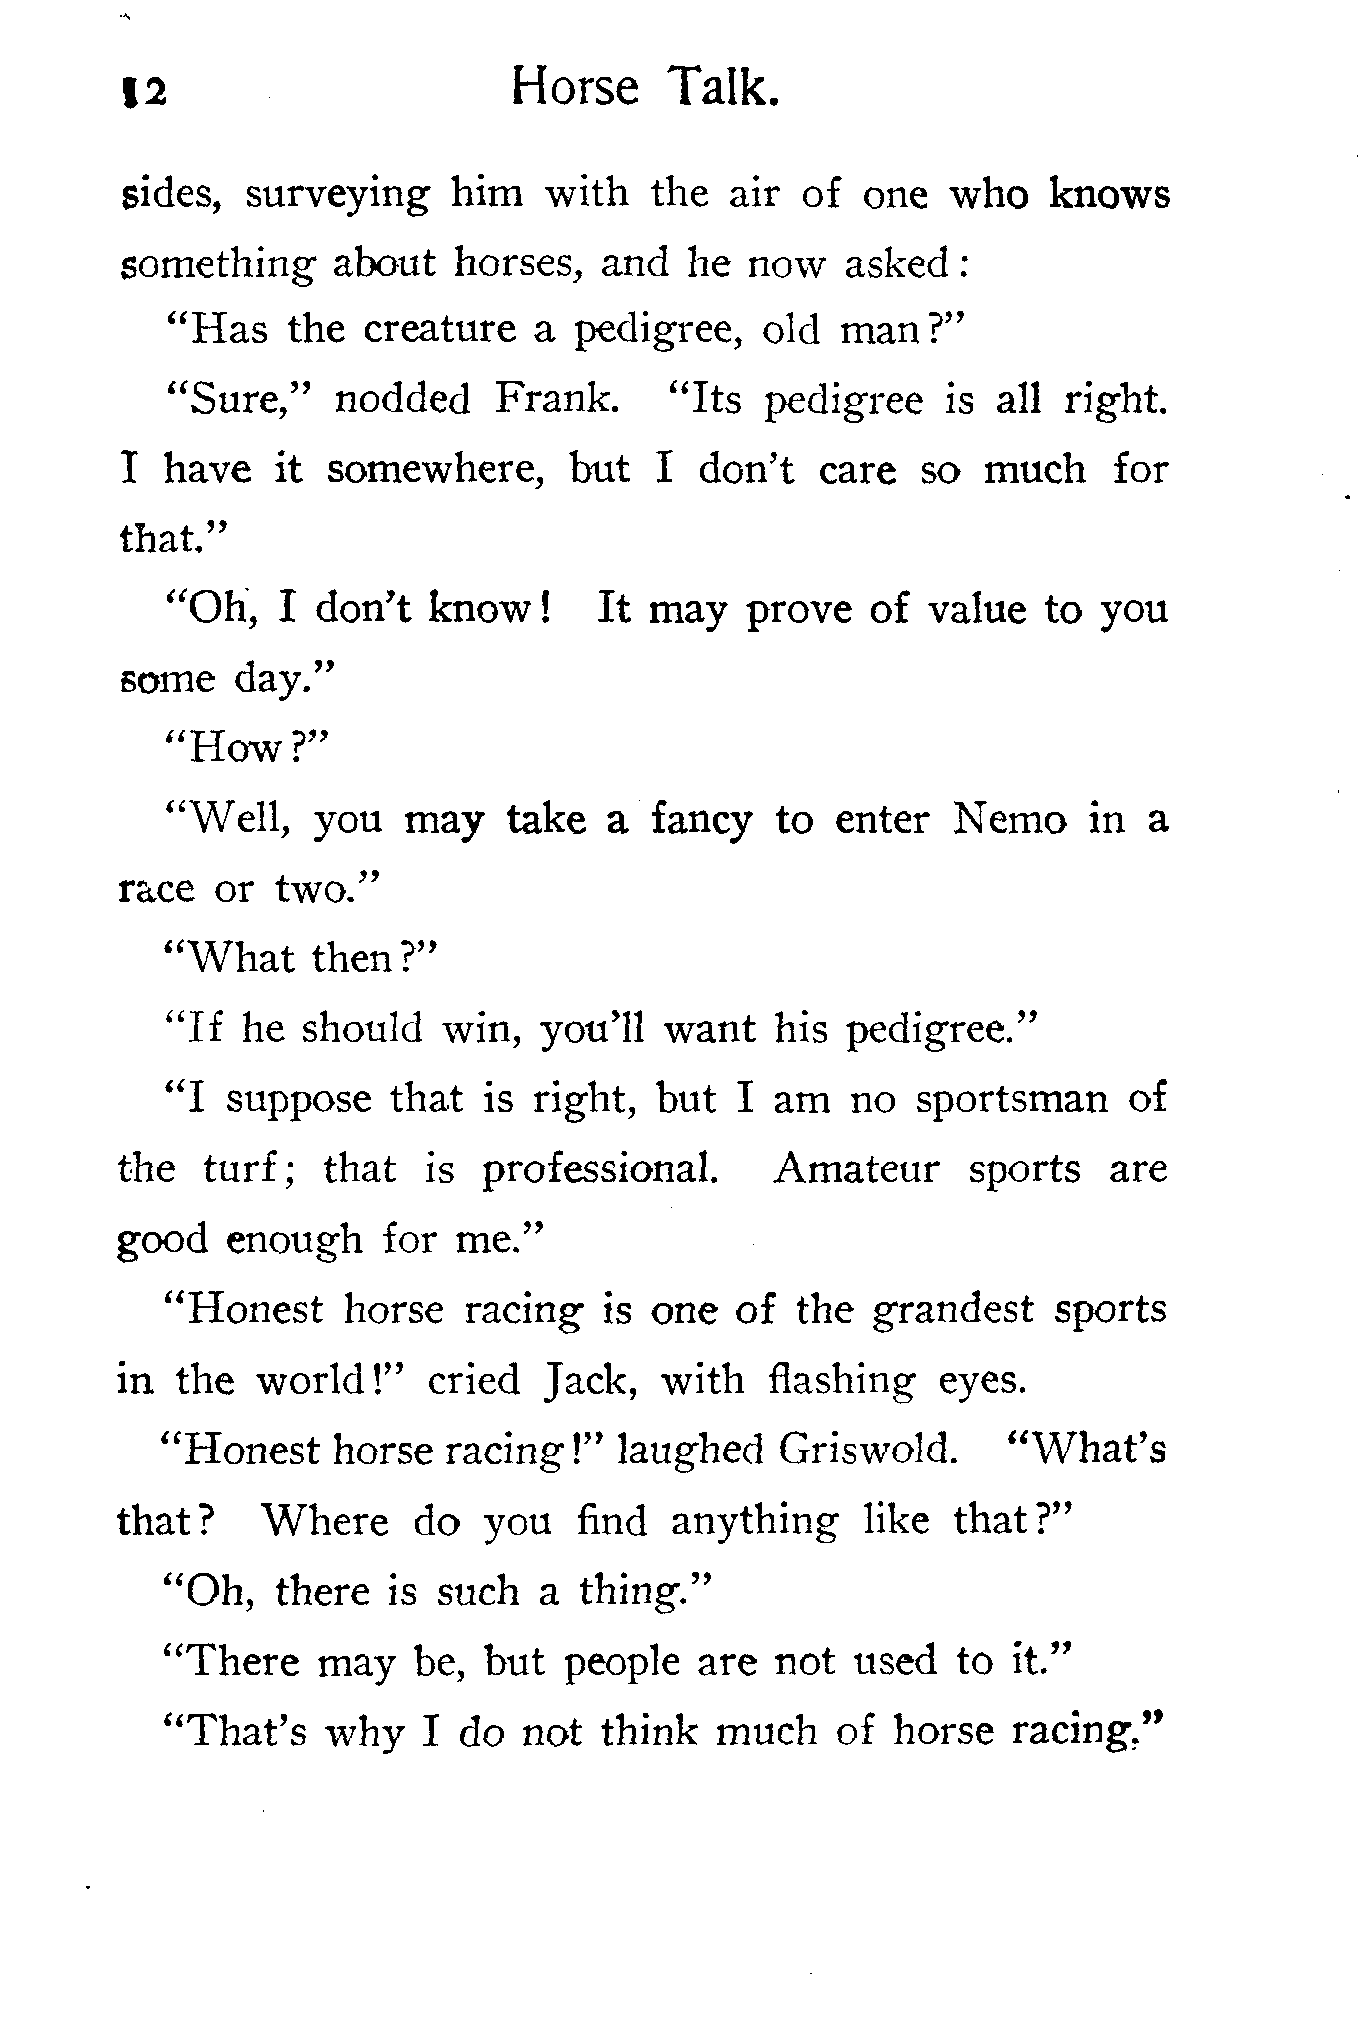 12 Horse Talk.
sides, surveying him with the air of one who knows
something about horses, and he now asked:
"Has the creature a pedigree, old man?"
"Sure," nodded Frank. "Its pedigree is all right.
I have it somewhere, but I don't care so much for
that."
"Oh, I don't know! It may prove of value to you
some day."
"How?"
"Well, you may take a fancy to enter Nemo in a
race or two."
"What then?"
"If he should win, you'll want his pedigree."
"I suppose that is right, but I am no sportsman of
the turf; that is professional. Amateur sports are
good enough for me."
"Honest horse racing is one of the grandest sports
in the world!" cried Jack, with flashing eyes.
"Honest horse racing!" laughed Griswold. "What's
that? Where do you find anything like that?"
"Oh, there is such a thing."
"There may be, but people are not used to it."
"That's why I do not think much of horse racing."